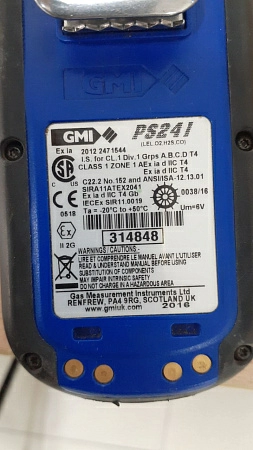 GMI
PS241
(LEL,O2,H2S,CO)
Ex ia 2012 2471544
I.S. for CL.1 Div.1 Grps A.B.C.D T4
CLASS 1 ZONE 1 AEx ia d IIC T4
Ex ia d IIC T4
C22.2 No.152 and ANSI/ISA-12.13.01
SIRA11ATEX2041
Ex ia d IIC T4 Gb
IECEx SIR11.0019
0038/16
Ta = -20°C to +50°C Um=6V
CE
0518
Ex
II 2G
314848
WARNINGS: / CAUTIONS:-
LIRE ET COMPRENDRE LE MANUEL AVANT L'UTILISER
READ and UNDERSTAND MANUAL BEFORE USING
SUBSTITUTION of COMPONENTS
MAY IMPAIR INTRINSIC SAFETY
DO NOT CHARGE IN A HAZARDOUS AREA
Gas Measurement Instruments Ltd
RENFREW. PA4 9RG, SCOTLAND UK
www.gmiuk.com 2016